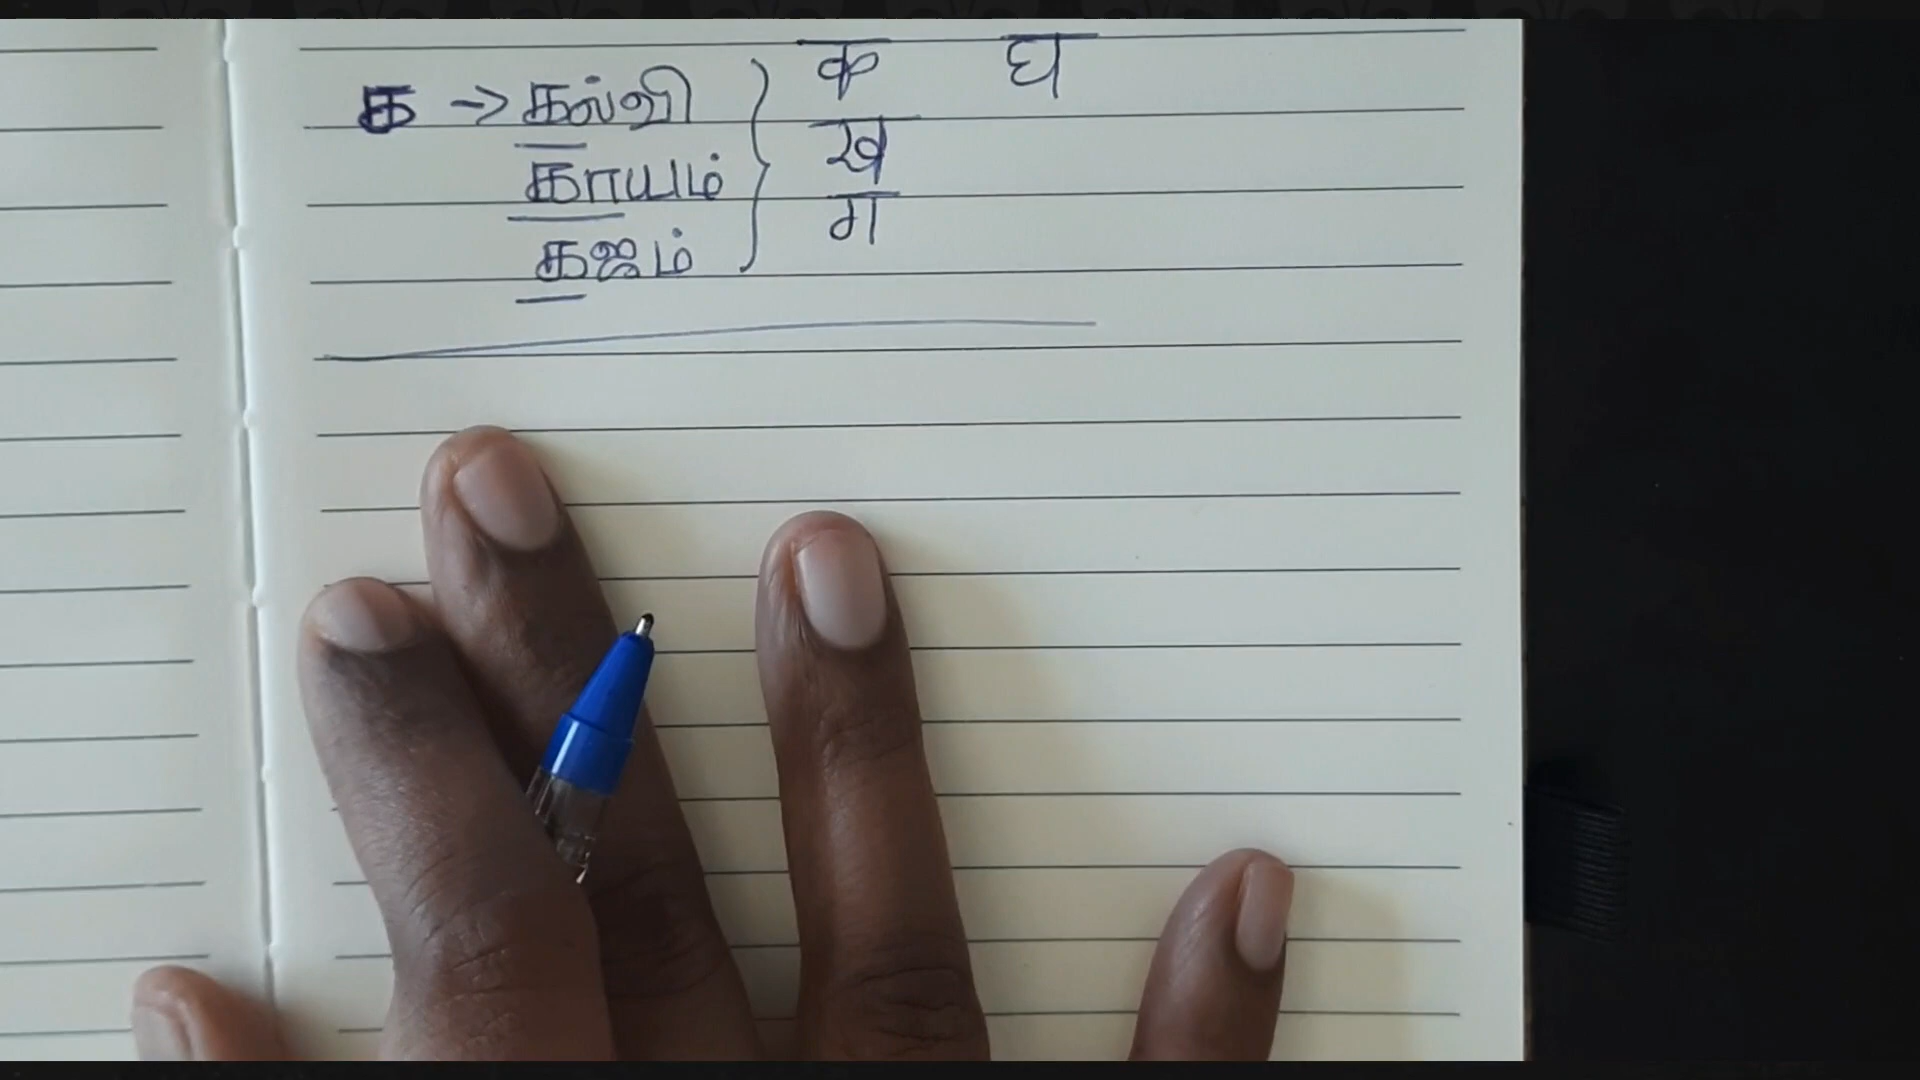 க -> கல்வி } क घ
காயம் ख
கஜம் ग